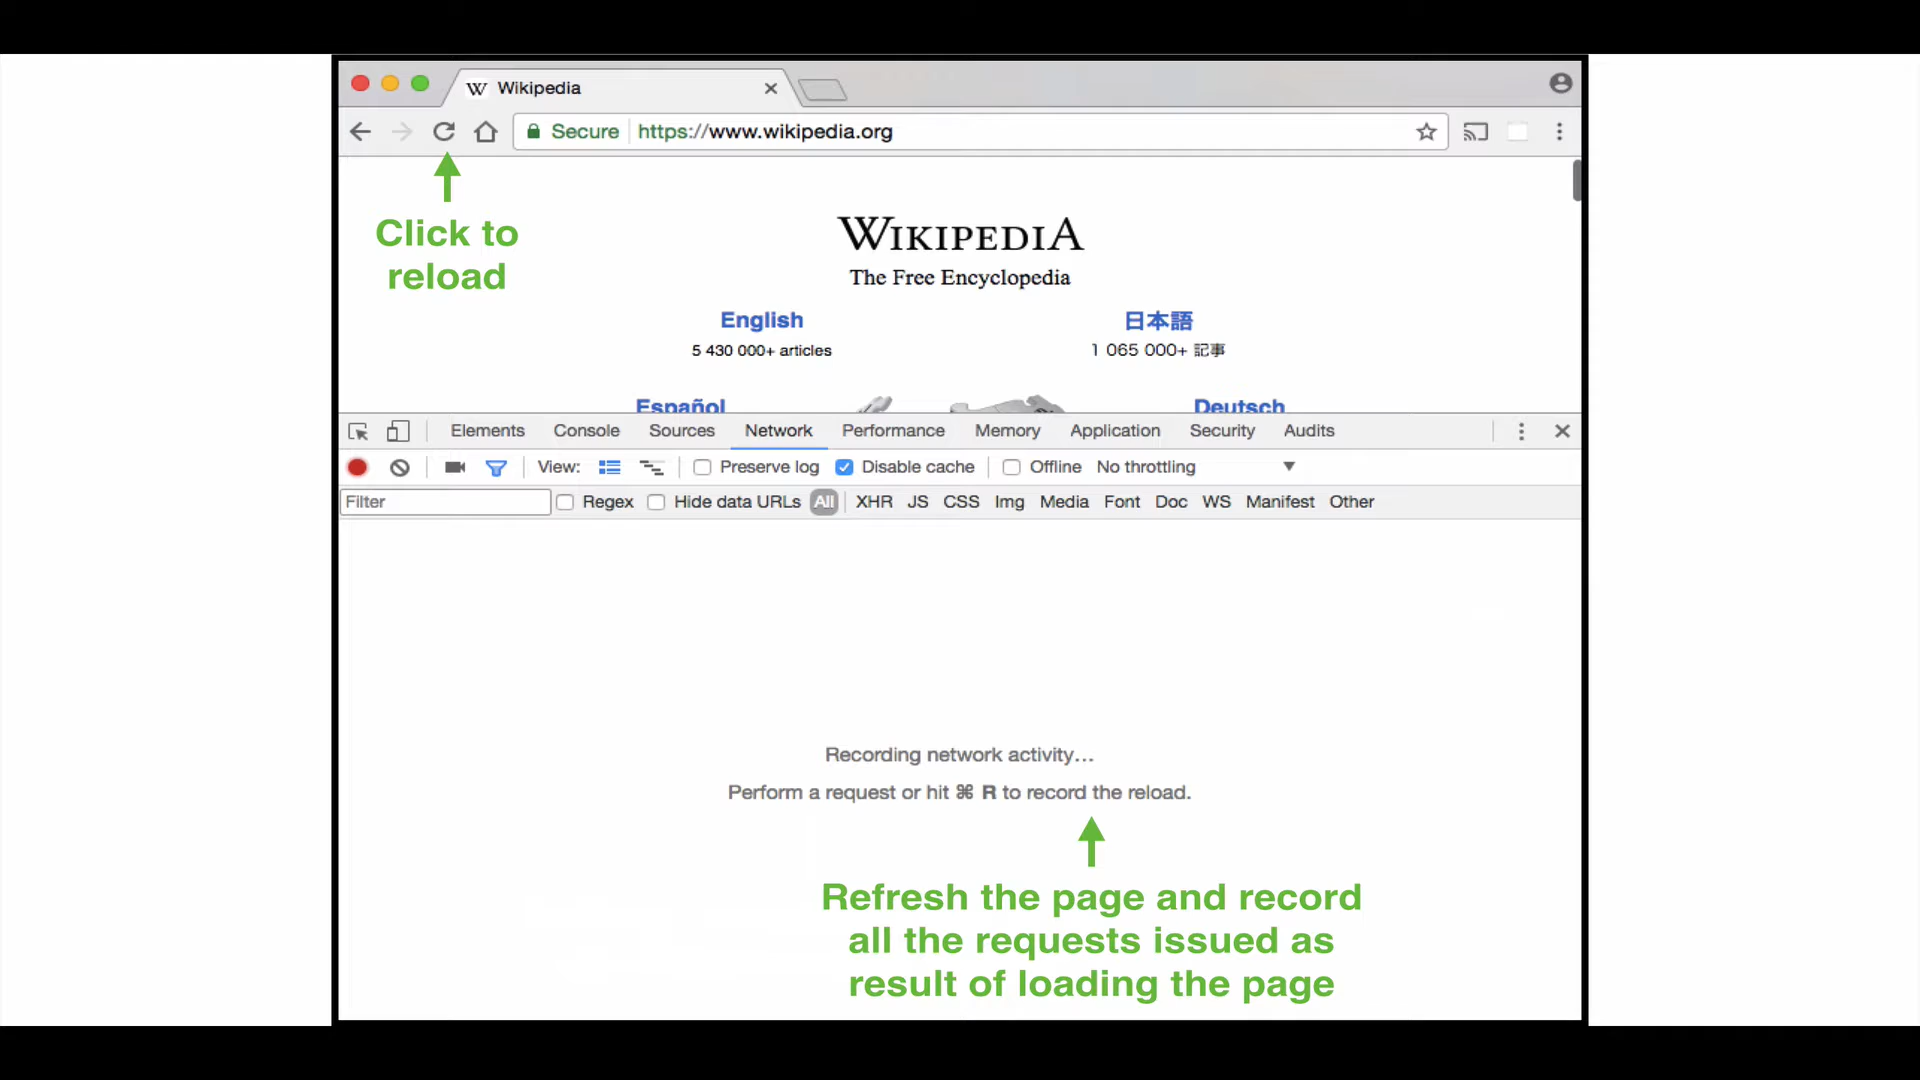 Wikipedia
Secure https://www.wikipedia.org
Click to
reload
WIKIPEDIA
The Free Encyclopedia
English 日本語
5 430 000+ articles 1 065 000+ 記事
Español Deutsch
Elements Console Sources Network Performance Memory Application Security Audits
View: Preserve log Disable cache Offline No throttling
Filter Regex Hide data URLs All XHR JS CSS Img Media Font Doc WS Manifest Other
Recording network activity…
Perform a request or hit ⌘ R to record the reload.
Refresh the page and record
all the requests issued as
result of loading the page